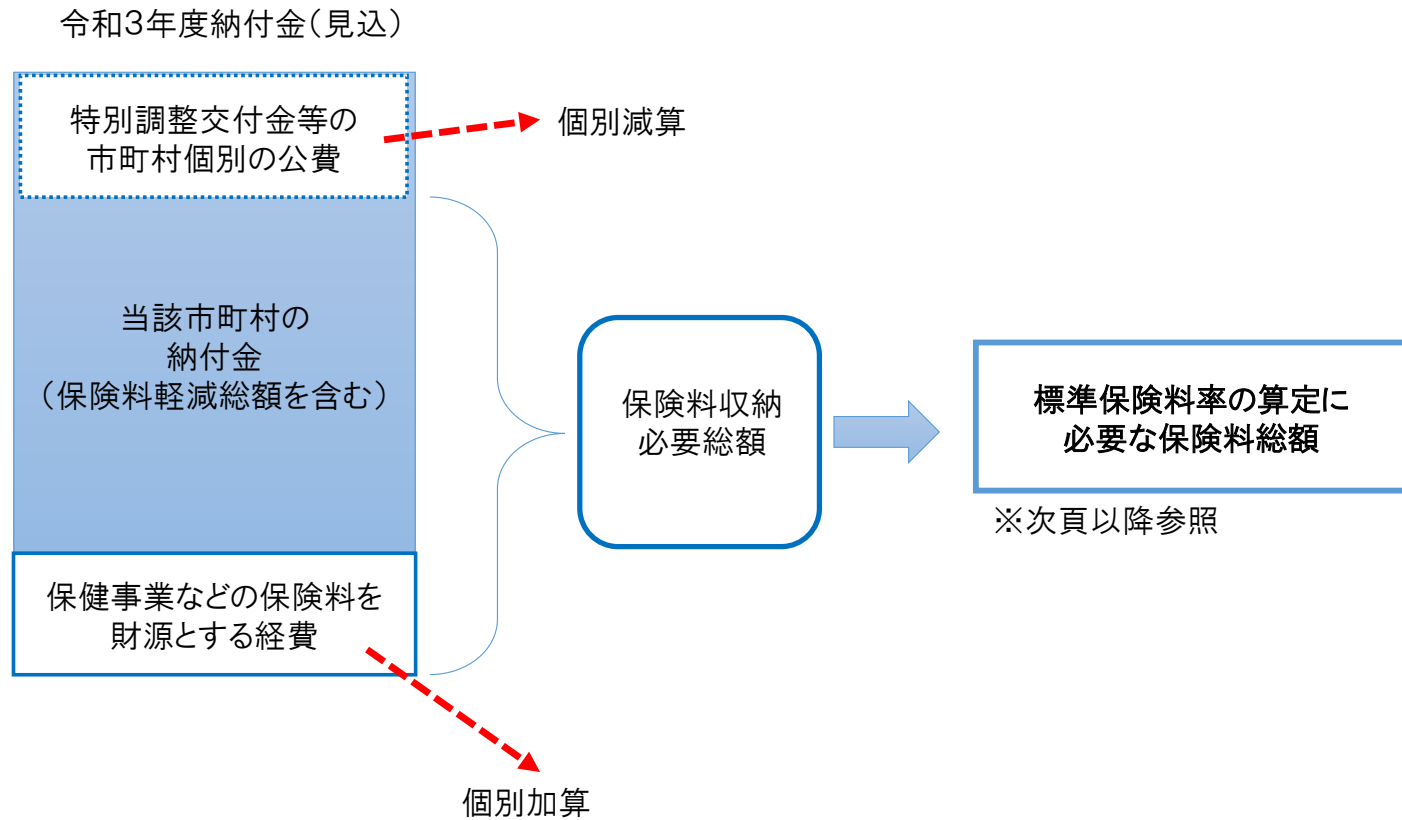 令和3年度納付金（見込）
特別調整交付金等の
市町村個別の公費
個別減算
当該市町村の
納付金
（保険料軽減総額を含む）
保険料収納
必要総額
標準保険料率の算定に
必要な保険料総額
※次頁以降参照
保健事業などの保険料を
財源とする経費
個別加算